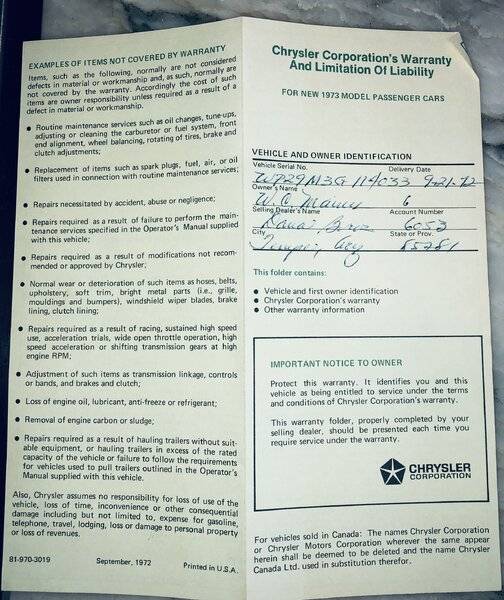 EXAMPLES OF ITEMS NOT COVERED BY WARRANTY
Items, such as the following, normally are not considered
defects in material or workmanship and, as such, normally are
not covered by the warranty. Accordingly the cost of such
items are owner responsibility unless required as a result of a
defect in material or workmanship.
• Routine maintenance services such as oil changes, tune-ups,
adjusting or cleaning the carburetor or fuel system, front
end alignment, wheel balancing, rotating of tires, brake and
clutch adjustments;
• Replacement of items such as spark plugs, fuel, air, or oil
filters used in connection with routine maintenance services;
• Repairs necessitated by accident, abuse or negligence;
• Repairs required as a result of failure to perform the main-
tenance services specified in the Operator's Manual supplied
with this vehicle;
• Repairs required as a result of modifications not recom-
mended or approved by Chrysler;
• Normal wear or deterioration of such items as hoses, belts,
upholstery, soft trim, bright metal parts (i.e., grille,
mouldings and bumpers), windshield wiper blades, brake
lining, clutch lining;
• Repairs required as a result of racing, sustained high speed
use, acceleration trials, wide open throttle operation, high
speed acceleration or shifting transmission gears at high
engine RPM;
• Adjustment of such items as transmission linkage, controls
or bands, and brakes and clutch;
• Loss of engine oil, lubricant, anti-freeze or refrigerant;
• Removal of engine carbon or sludge;
• Repairs required as a result of hauling trailers without suit-
able equipment, or hauling trailers in excess of the rated
capacity of the vehicle or failure to follow the requirements
for vehicles used to pull trailers outlined in the Operator's
Manual supplied with this vehicle.
Also, Chrysler assumes no responsibility for loss of use of the
vehicle, loss of time, inconvenience or other consequential
damage including but not limited to, expense for gasoline,
telephone, travel, lodging, loss or damage to personal property
or loss of revenues.
81-970-3019 September, 1972 Printed in U.S.A.
Chrysler Corporation's Warranty
And Limitation Of Liability
FOR NEW 1973 MODEL PASSENGER CARS
VEHICLE AND OWNER IDENTIFICATION
Vehicle Serial No. Delivery Date
WP29M3G 114033 9-21-72
Owner's Name
W.C. 6
Selling Dealer's Name Account Number
Dana Bros 6053
City State or Prov.
Tempe, 85281
This folder contains:
• Vehicle and first owner identification
• Chrysler Corporation's warranty
• Other warranty information
IMPORTANT NOTICE TO OWNER
Protect this warranty. It identifies you and this
vehicle as being entitled to service under the terms
and conditions of Chrysler Corporation's warranty.
This warranty folder, properly completed by your
selling dealer, should be presented each time you
require service under the warranty.
CHRYSLER
CORPORATION
For vehicles sold in Canada: The names Chrysler Corporation
or Chrysler Motors Corporation wherever the same appear
herein shall be deemed to be deleted and the name Chrysler
Canada Ltd. used in substitution therefor.